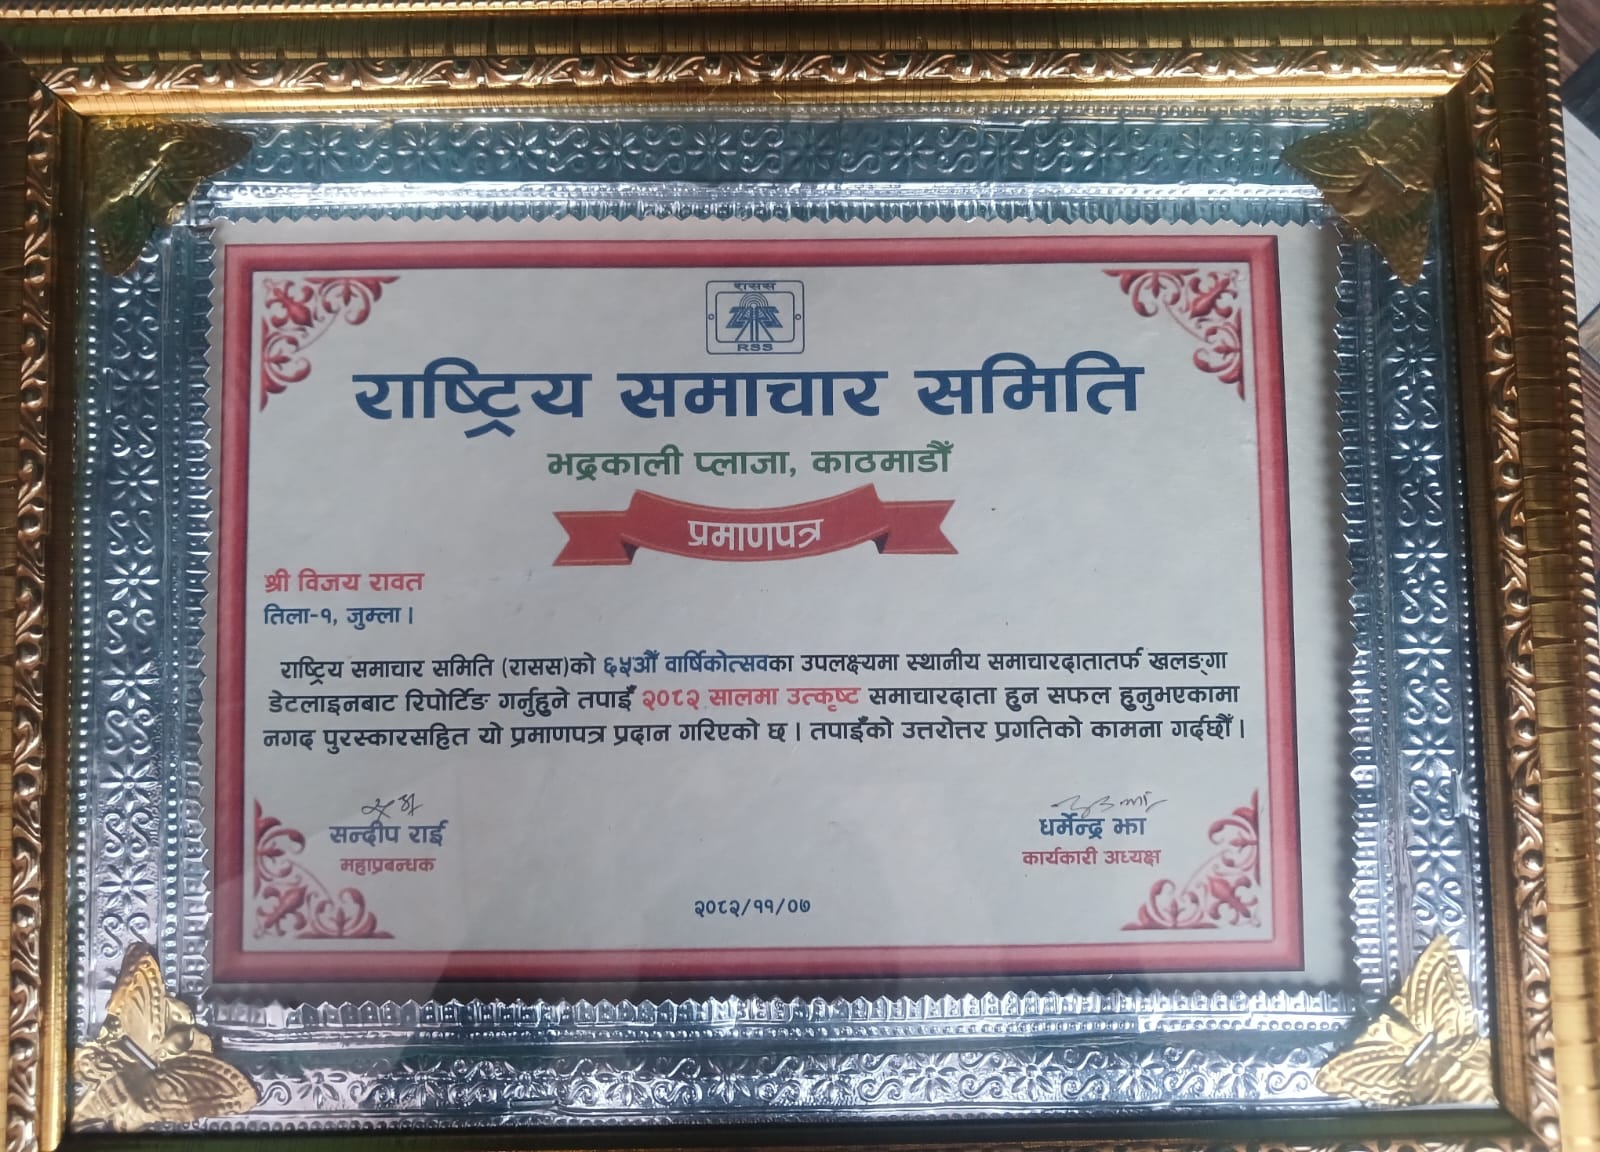 रासस
RSS
राष्ट्रिय समाचार समिति
भद्रकाली प्लाजा, काठमाडौँ
प्रमाणपत्र
श्री विजय रावत
तिला-१, जुम्ला ।
राष्ट्रिय समाचार समिति (रासस)को ६५औँ वार्षिकोत्सवका उपलक्ष्यमा स्थानीय समाचारदातातर्फ खलङ्गा
डेटलाइनबाट रिपोर्टिङ गर्नुहुने तपाइँ २०८२ सालमा उत्कृष्ट समाचारदाता हुन सफल हुनुभएकामा
नगद पुरस्कारसहित यो प्रमाणपत्र प्रदान गरिएको छ । तपाइँको उत्तरोत्तर प्रगतिको कामना गर्दछौँ ।
सन्दीप राई
महाप्रबन्धक
धर्मेन्द्र झा
कार्यकारी अध्यक्ष
२०८२/११/०७